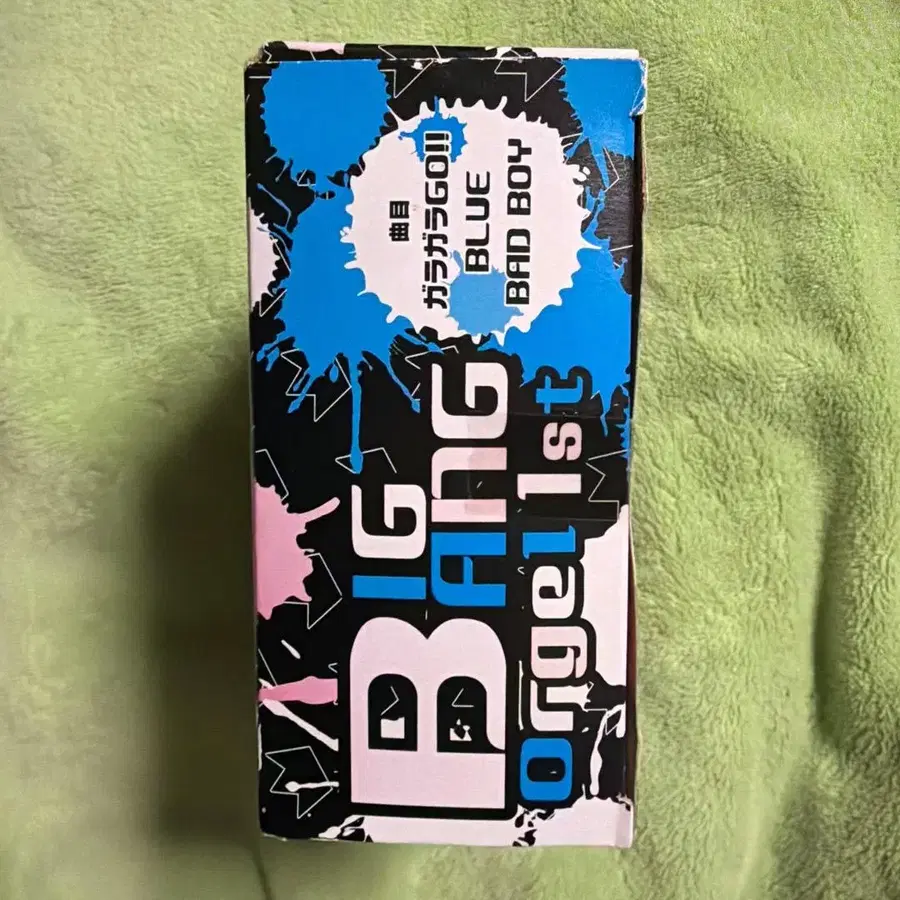 BIG
BANG
orgel 1st
曲目
ガラガラGO!!
BLUE
BAD BOY